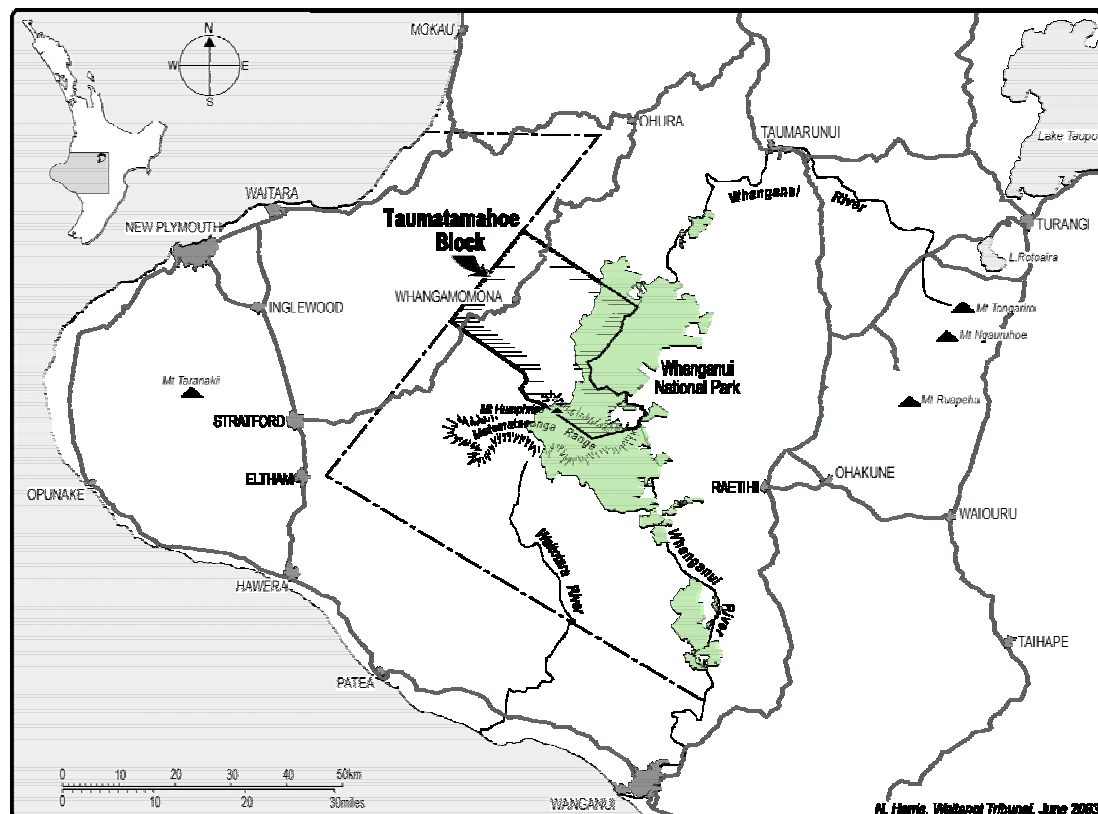 MOKAU
N
W E
S
OHURA
TAUMARUNUI
Lake Taupo
WAITARA
Whanganui River
NEW PLYMOUTH
Taumatamahoe
Block
TURANGI
L.Rotoaira
WHANGAMOMONA
INGLEWOOD
Mt Tongariro
Mt Ngauruhoe
Whanganui
National Park
Mt Taranaki
Mt Ruapehu
Mt Humphries
STRATFORD
ELTHAM
OHAKUNE
RAETIHI
OPUNAKE
WAIOURU
Waitotara River
Whanganui River
HAWERA
TAIHAPE
PATEA
0 10 20 30 40 50km
0 10 20 30miles
WANGANUI
N. Harris, Waitangi Tribunal, June 2003